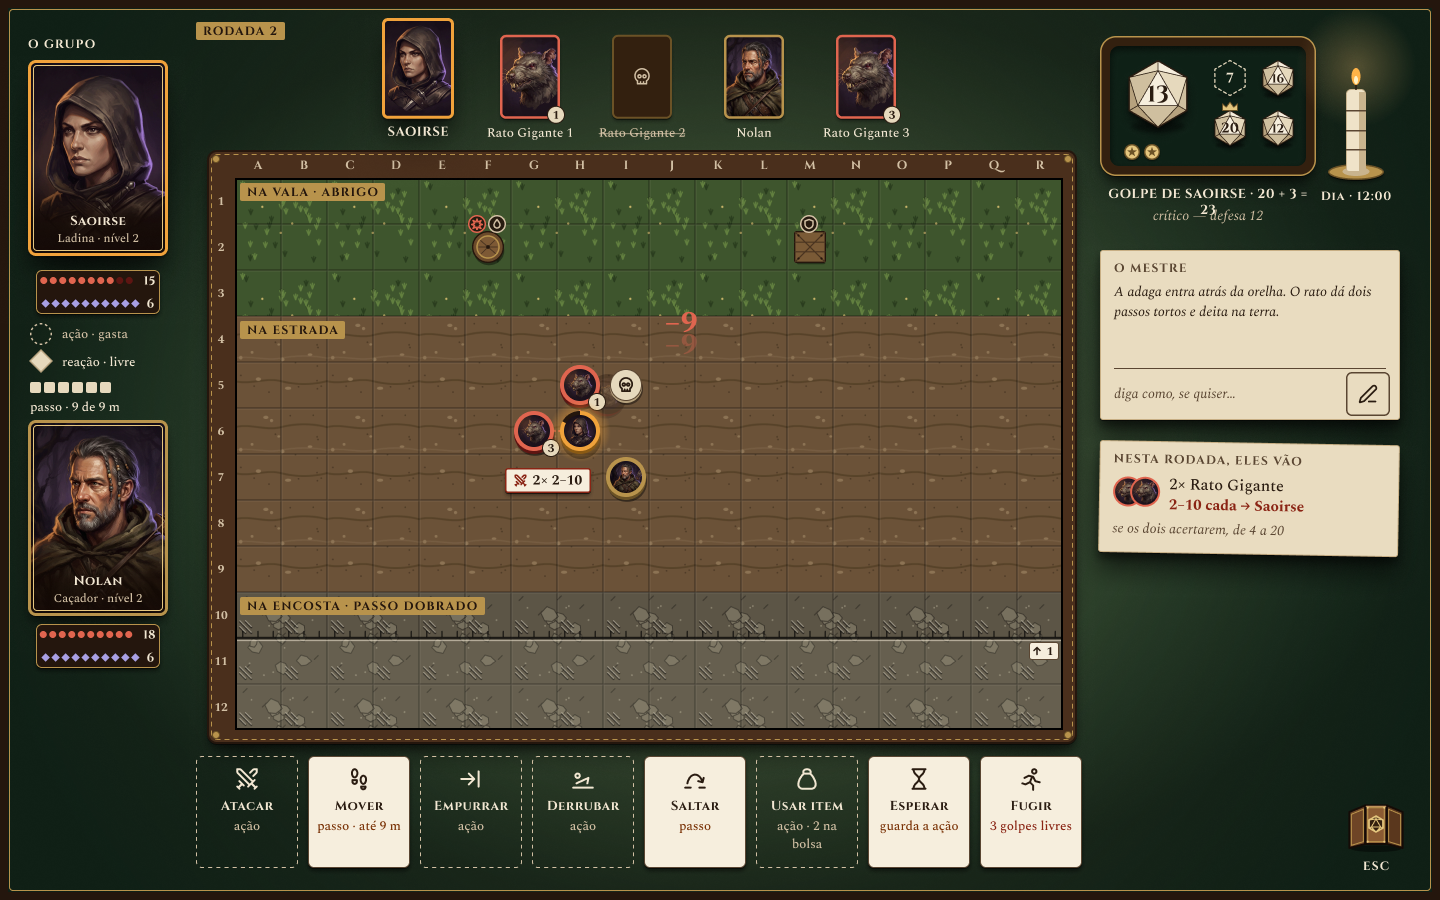 O GRUPO
RODADA 2
SAOIRSE
1
Rato Gigante 1
Rato Gigante 2
Nolan
3
Rato Gigante 3
SAOIRSE
Ladina · nível 2
15
6
ação · gasta
reação · livre
passo · 9 de 9 m
NOLAN
Caçador · nível 2
18
6
A B C D E F G H I J K L M N O P Q R
1
2
3
4
5
6
7
8
9
10
11
12
NA VALA · ABRIGO
NA ESTRADA
−9
−9
1
3
2× 2–10
NA ENCOSTA · PASSO DOBRADO
↑ 1
13
7
16
20
12
GOLPE DE SAOIRSE · 20 + 3 =
23
crítico — defesa 12
DIA · 12:00
O MESTRE
A adaga entra atrás da orelha. O rato dá dois
passos tortos e deita na terra.
diga como, se quiser...
NESTA RODADA, ELES VÃO
2× Rato Gigante
2–10 cada → Saoirse
se os dois acertarem, de 4 a 20
ATACAR
ação
MOVER
passo · até 9 m
EMPURRAR
ação
DERRUBAR
ação
SALTAR
passo
USAR ITEM
ação · 2 na
bolsa
ESPERAR
guarda a ação
FUGIR
3 golpes livres
ESC